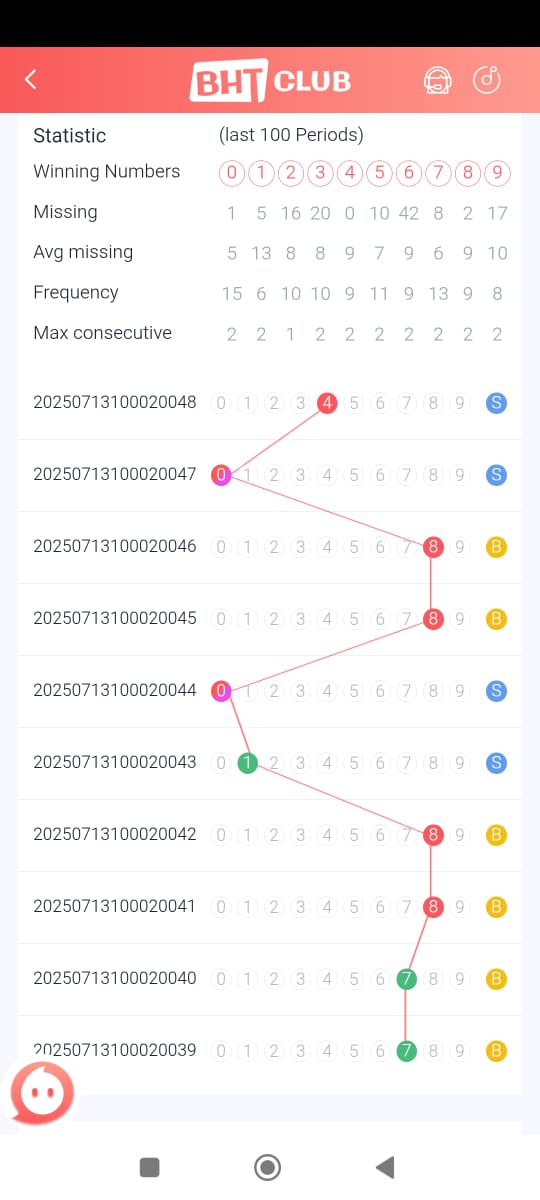 BHT CLUB
Statistic (last 100 Periods)
Winning Numbers 0 1 2 3 4 5 6 7 8 9
Missing 1 5 16 20 0 10 42 8 2 17
Avg missing 5 13 8 8 9 7 9 6 9 10
Frequency 15 6 10 10 9 11 9 13 9 8
Max consecutive 2 2 1 2 2 2 2 2 2 2
20250713100020048 0 1 2 3 4 5 6 7 8 9 S
20250713100020047 0 1 2 3 4 5 6 7 8 9 S
20250713100020046 0 1 2 3 4 5 6 7 8 9 B
20250713100020045 0 1 2 3 4 5 6 7 8 9 B
20250713100020044 0 1 2 3 4 5 6 7 8 9 S
20250713100020043 0 1 2 3 4 5 6 7 8 9 S
20250713100020042 0 1 2 3 4 5 6 7 8 9 B
20250713100020041 0 1 2 3 4 5 6 7 8 9 B
20250713100020040 0 1 2 3 4 5 6 7 8 9 B
20250713100020039 0 1 2 3 4 5 6 7 8 9 B